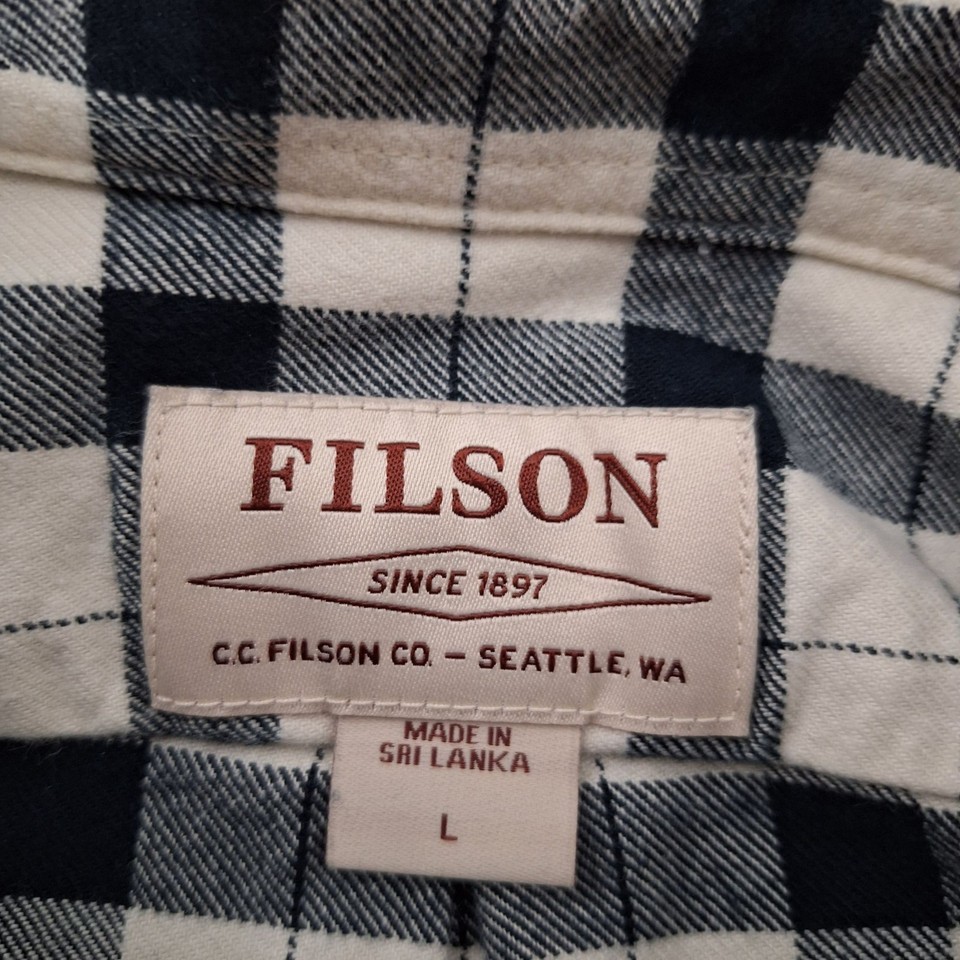 FILSON
SINCE 1897
C.C. FILSON CO. – SEATTLE, WA
MADE IN
SRI LANKA
L